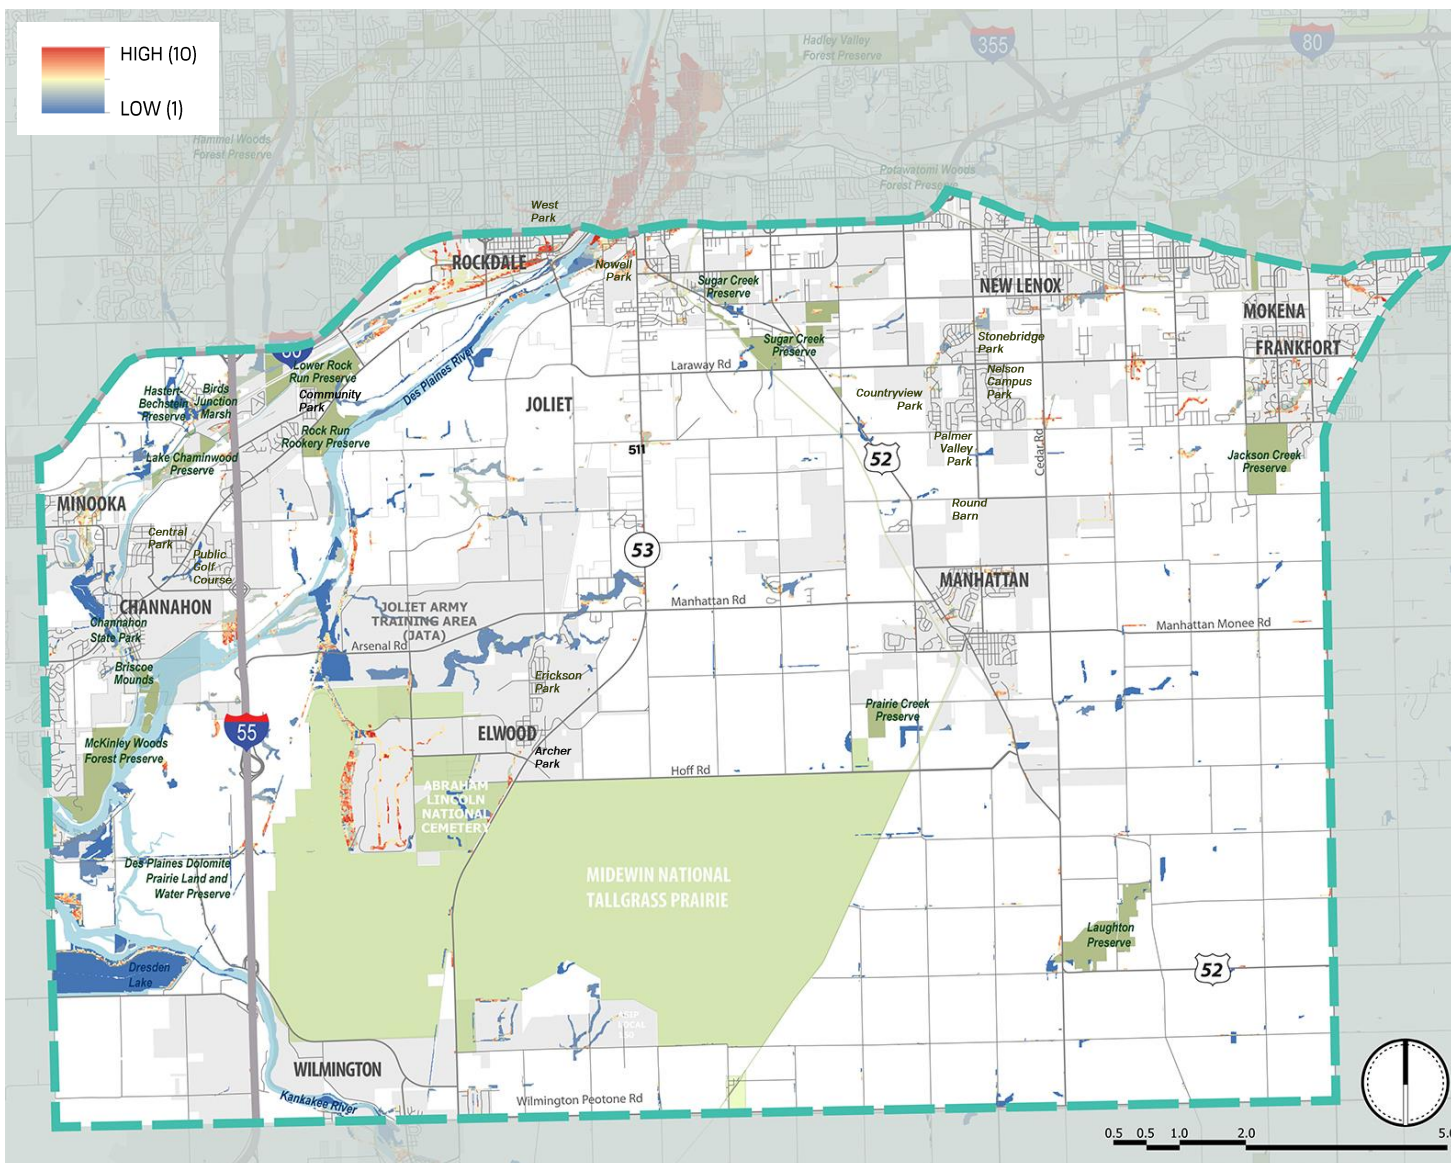 HIGH (10)
LOW (1)
Hadley Valley
Forest Preserve
355
80
Hammel Woods
Forest Preserve
Potawatomi Woods
Forest Preserve
West
Park
ROCKDALE
Nowell
Park
Sugar Creek
Preserve
NEW LENOX
MOKENA
FRANKFORT
Stonebridge
Park
Sugar Creek
Preserve
80
Lower Rock
Run Preserve
Community
Park
Des Plaines River
Laraway Rd
Nelson
Campus
Park
Hastert
Bechstein
Preserve
Birds
Junction
Marsh
JOLIET
Countryview
Park
Rock Run
Rookery Preserve
511
52
Palmer
Valley
Park
Cedar Rd
Jackson Creek
Preserve
Lake Chaminwood
Preserve
MINOOKA
Round
Barn
Central
Park
Public
Golf
Course
53
MANHATTAN
CHANNAHON
Channahon
State Park
JOLIET ARMY
TRAINING AREA
(JATA)
Manhattan Rd
Manhattan Monee Rd
Arsenal Rd
Briscoe
Mounds
Erickson
Park
Prairie Creek
Preserve
55
ELWOOD
McKinley Woods
Forest Preserve
Archer
Park
Hoff Rd
ABRAHAM
LINCOLN
NATIONAL
CEMETERY
Des Plaines Dolomite
Prairie Land and
Water Preserve
MIDEWIN NATIONAL
TALLGRASS PRAIRIE
Laughton
Preserve
52
Dresden
Lake
WILMINGTON
Kankakee River
Wilmington Peotone Rd
0.5 0.5 1.0 2.0 5.0